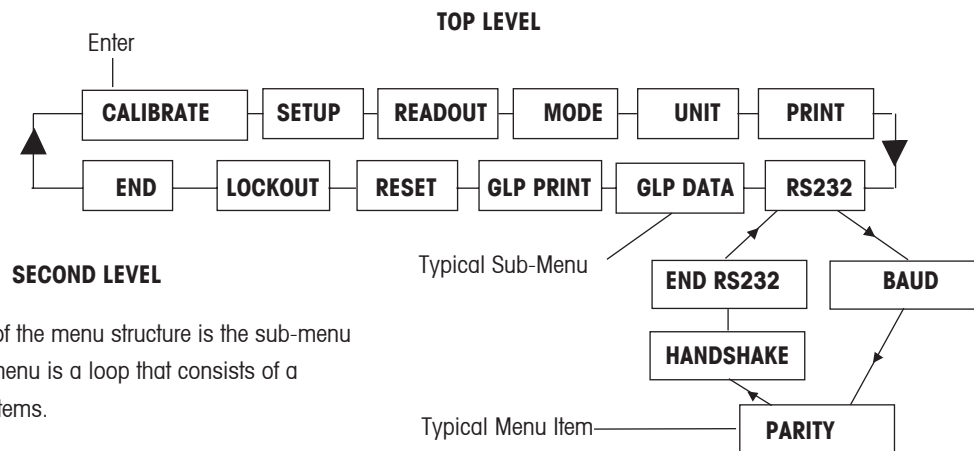 TOP LEVEL
Enter
CALIBRATE SETUP READOUT MODE UNIT PRINT
END LOCKOUT RESET GLP PRINT GLP DATA RS232
Typical Sub-Menu
SECOND LEVEL
END RS232 BAUD
of the menu structure is the sub-menu
menu is a loop that consists of a
HANDSHAKE
tems.
Typical Menu Item
PARITY